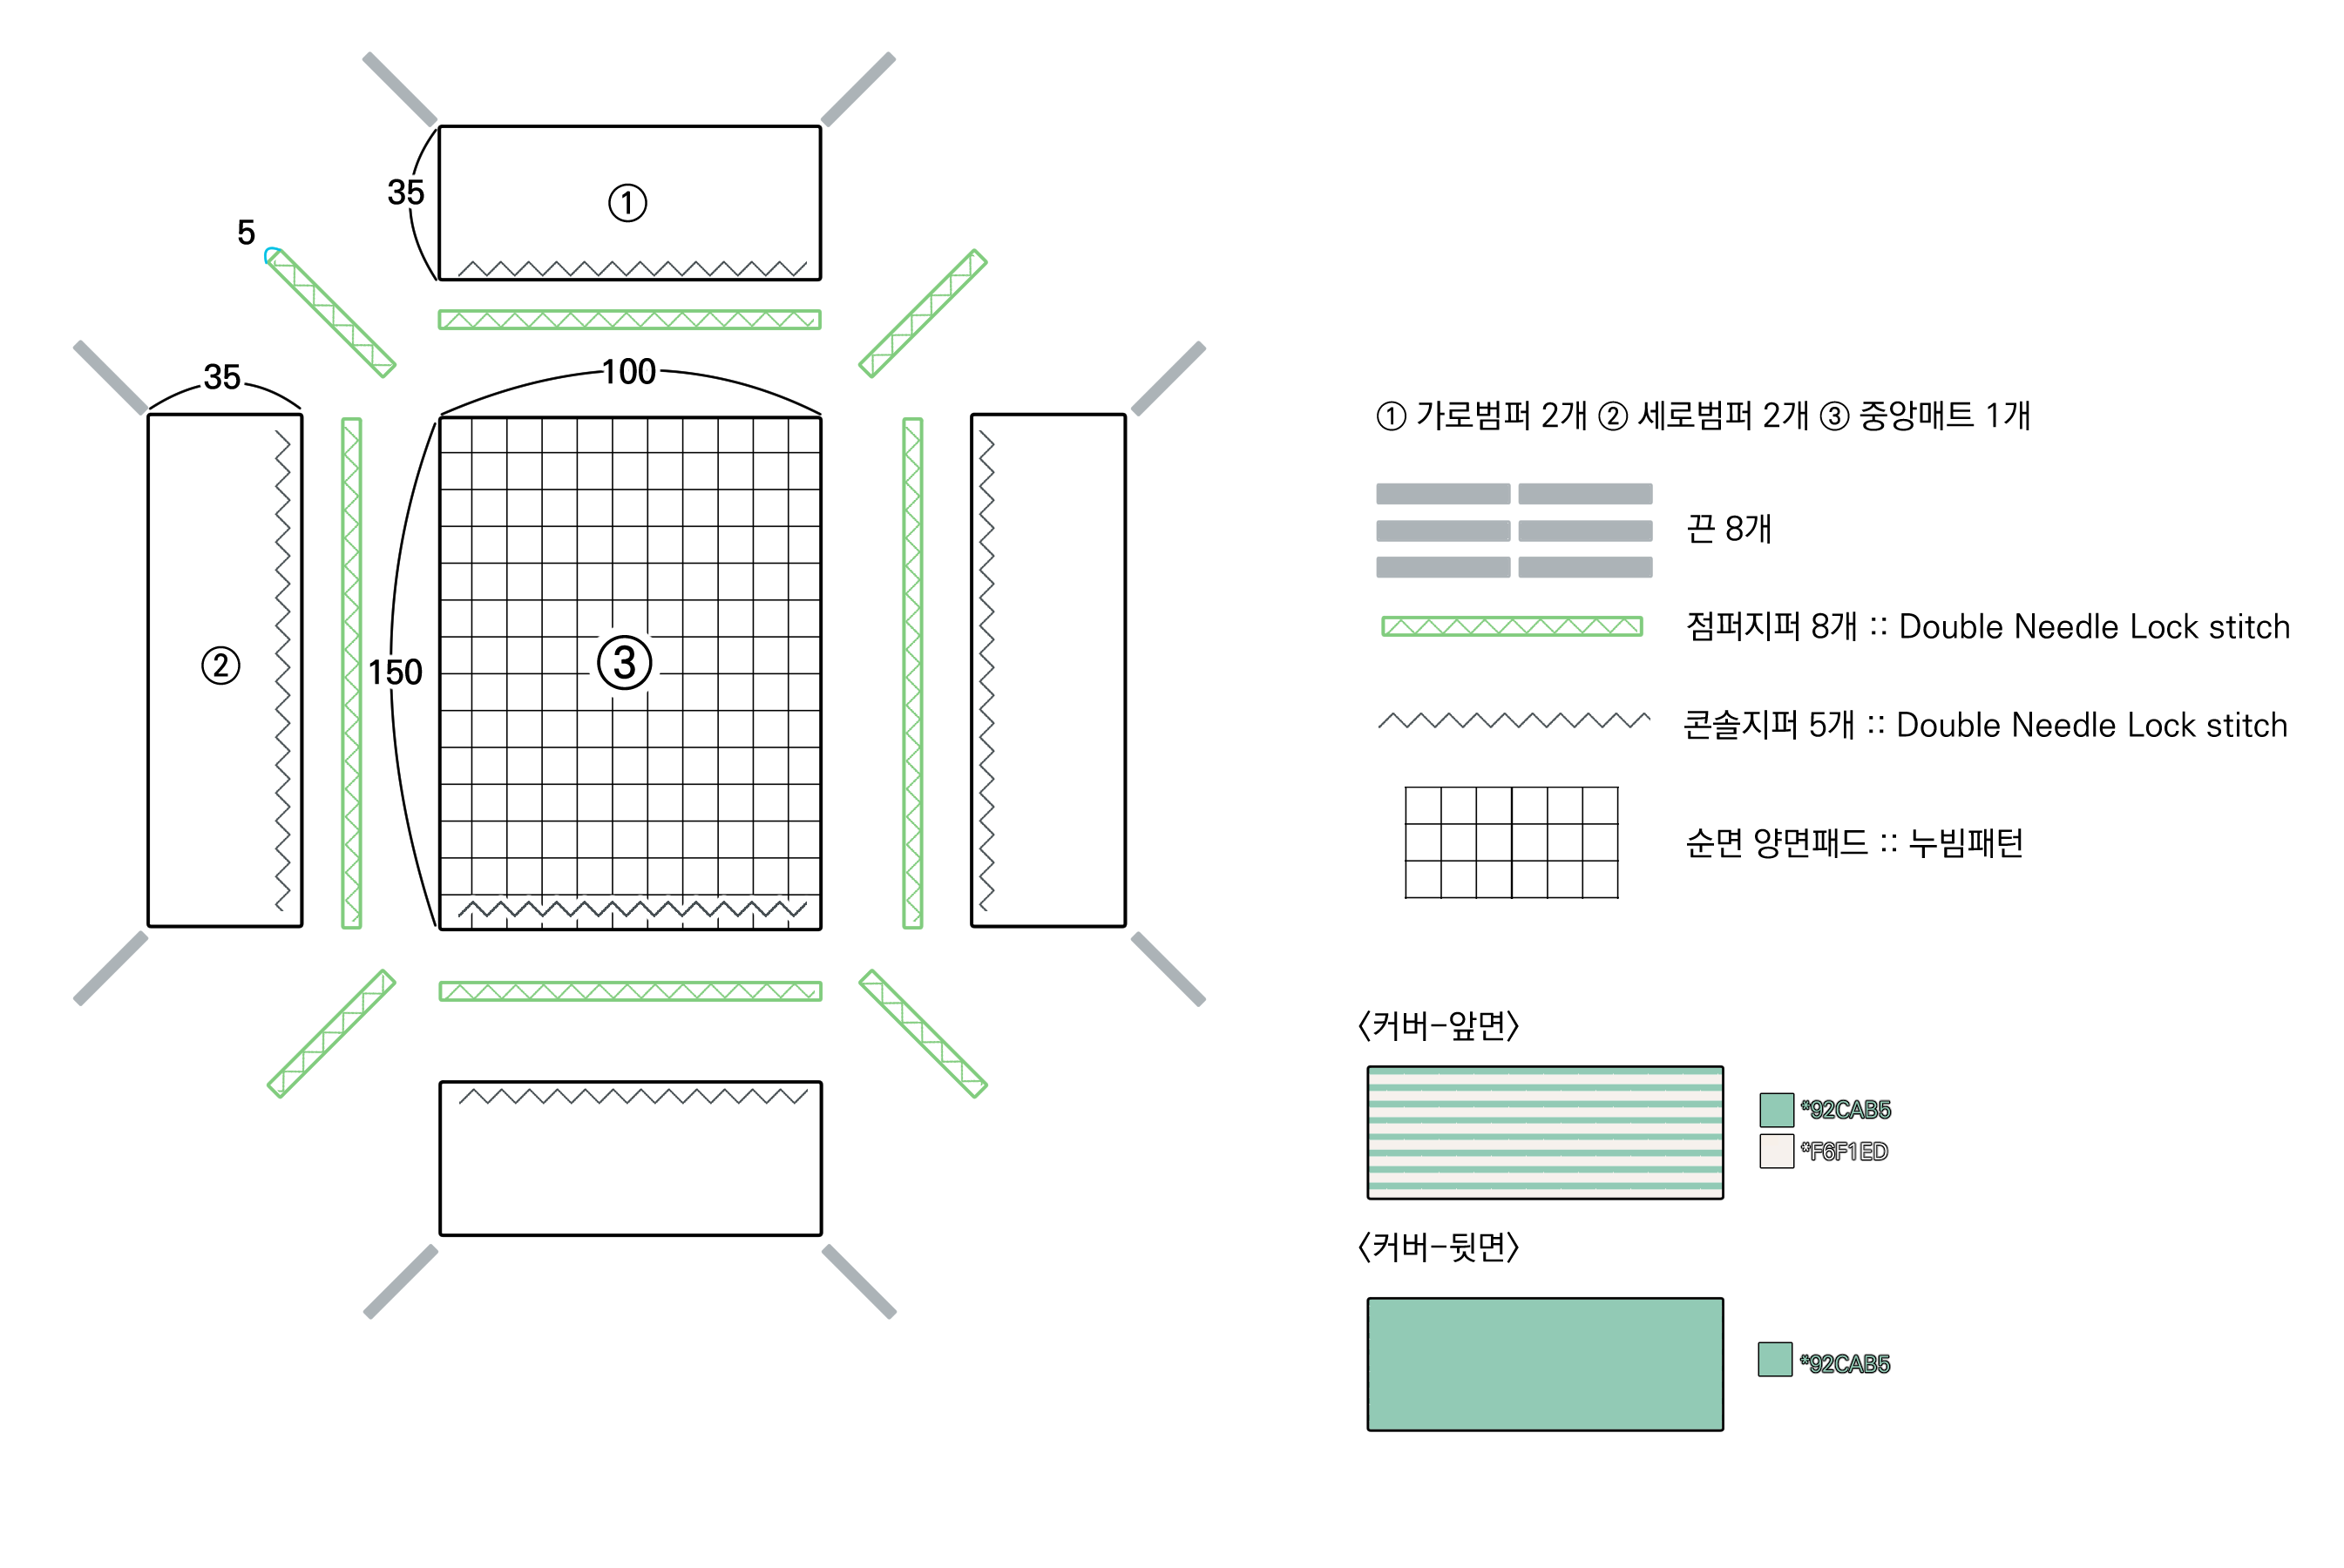 35
①
5
35
100
②
150
③
① 가로범퍼 2개 ② 세로범퍼 2개 ③ 중앙매트 1개
끈 8개
점퍼지퍼 8개 :: Double Needle Lock stitch
콘솔지퍼 5개 :: Double Needle Lock stitch
수면 양면패드 :: 누빔패턴
〈커버-앞면〉
*92CAB5
*F6F1ED
〈커버-뒷면〉
*92CAB5